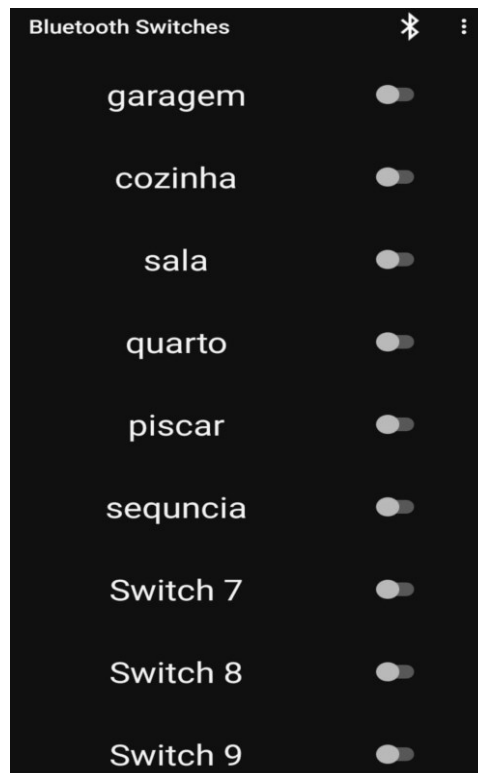 Bluetooth Switches
garagem
cozinha
sala
quarto
piscar
sequncia
Switch 7
Switch 8
Switch 9